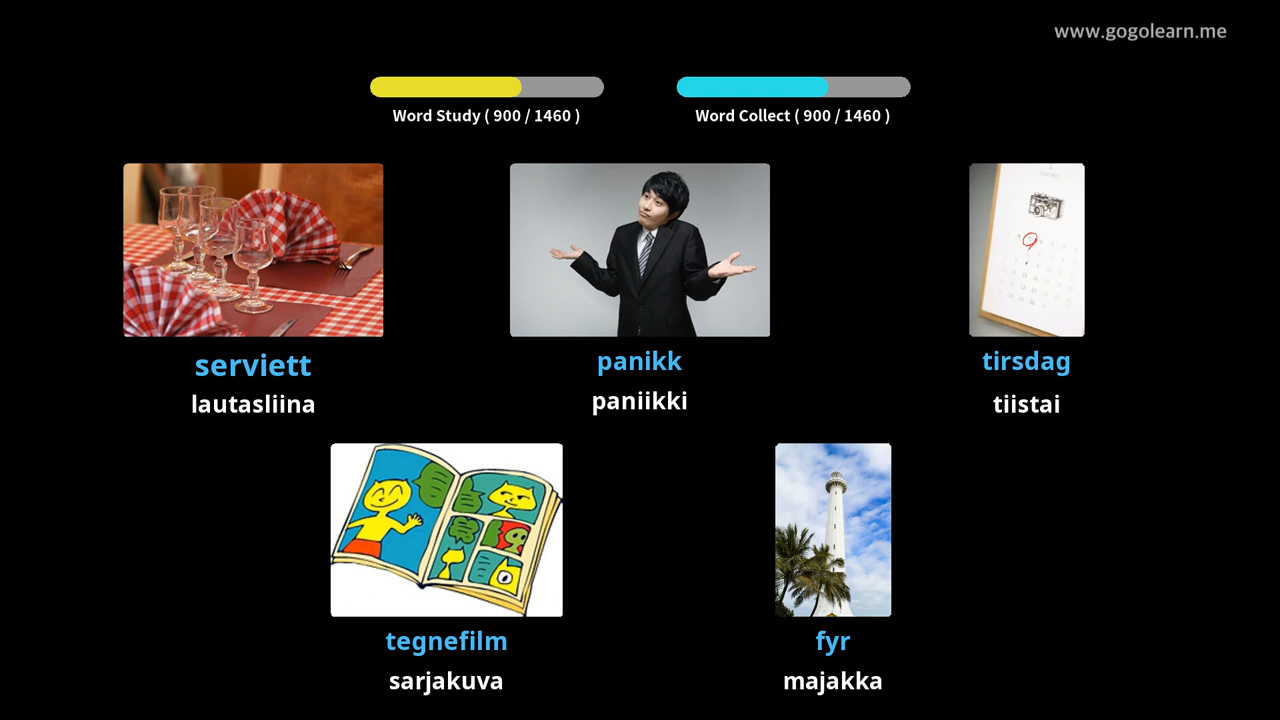 www.gogolearn.me
Word Study ( 900 / 1460 )
Word Collect ( 900 / 1460 )
serviett
lautasliina
panikk
paniikki
tirsdag
tiistai
tegnefilm
sarjakuva
fyr
majakka